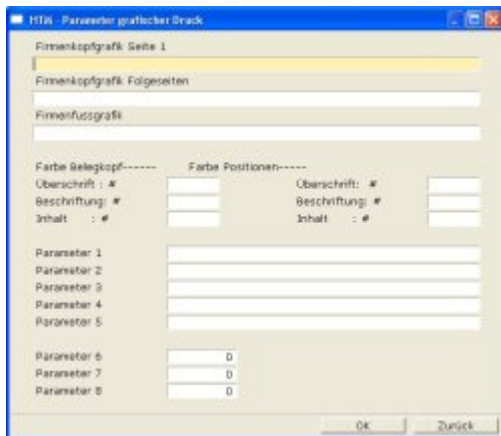 HTWi - Parameter grafischer Druck
Firmenkopfgrafik Seite 1
Firmenkopfgrafik Folgeseiten
Firmenfussgrafik
Farbe Belegkopf------ Farbe Positionen-----
Überschrift : # Überschrift: #
Beschriftung: # Beschriftung: #
Inhalt : # Inhalt : #
Parameter 1
Parameter 2
Parameter 3
Parameter 4
Parameter 5
Parameter 6 0
Parameter 7 0
Parameter 8 0
OK Zurück